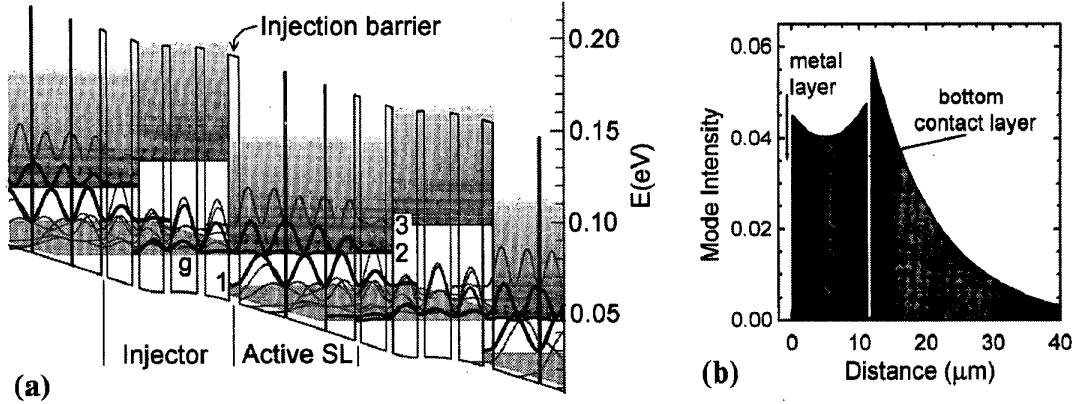 Injection barrier
0.20
0.15
0.10
0.05
E(eV)
3
2
g
1
Injector
Active SL
(a)
0.06
0.04
0.02
0.00
Mode Intensity
metal
layer
bottom
contact layer
0
10
20
30
40
Distance (μm)
(b)